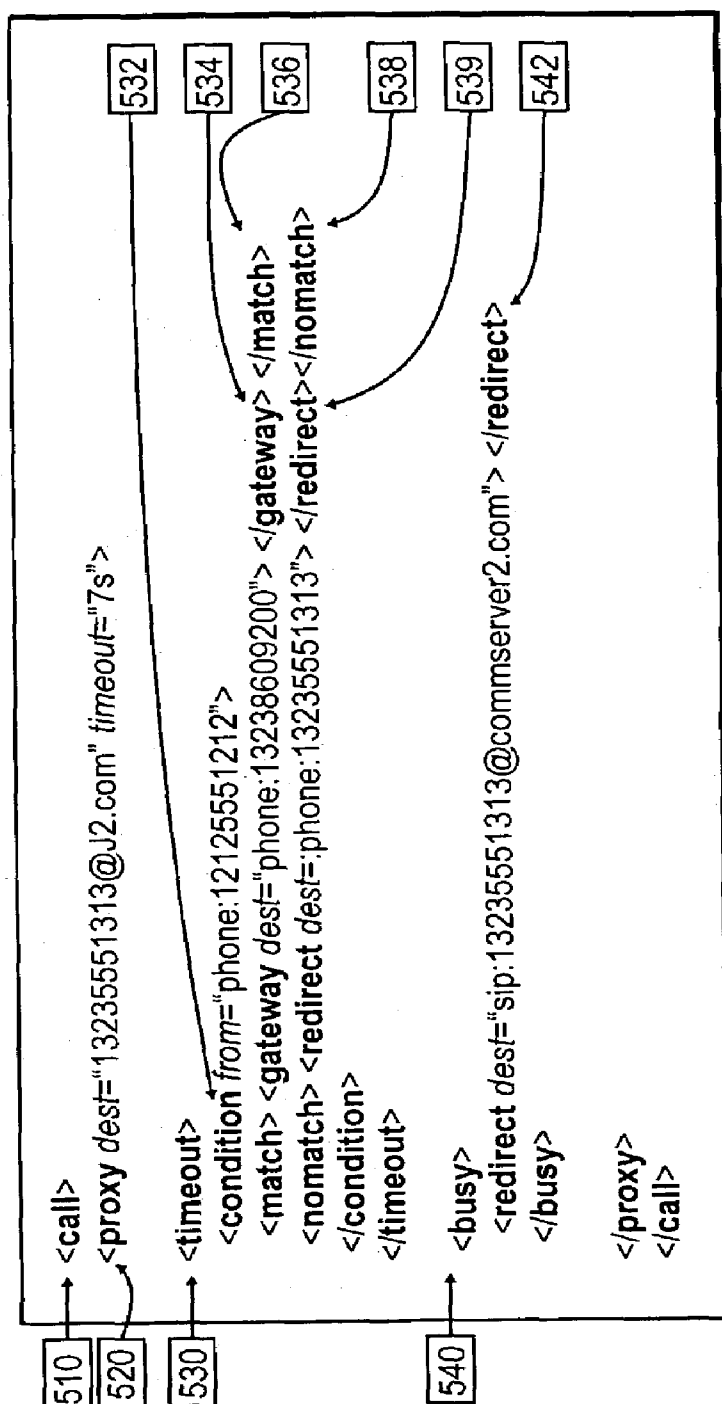 510 <call>
520 <proxy dest="13235551313@J2.com" timeout="7s">
530 <timeout>
532
<condition from="phone:12125551212">
534
<match> <gateway dest="phone:13238609200"> </gateway> </match>
536
<nomatch> <redirect dest=;phone:13235551313"> </redirect></nomatch>
538
539
</condition>
</timeout>
540 <busy>
<redirect dest="sip:13235551313@commserver2.com"> </redirect>
542
</busy>
</proxy>
</call>